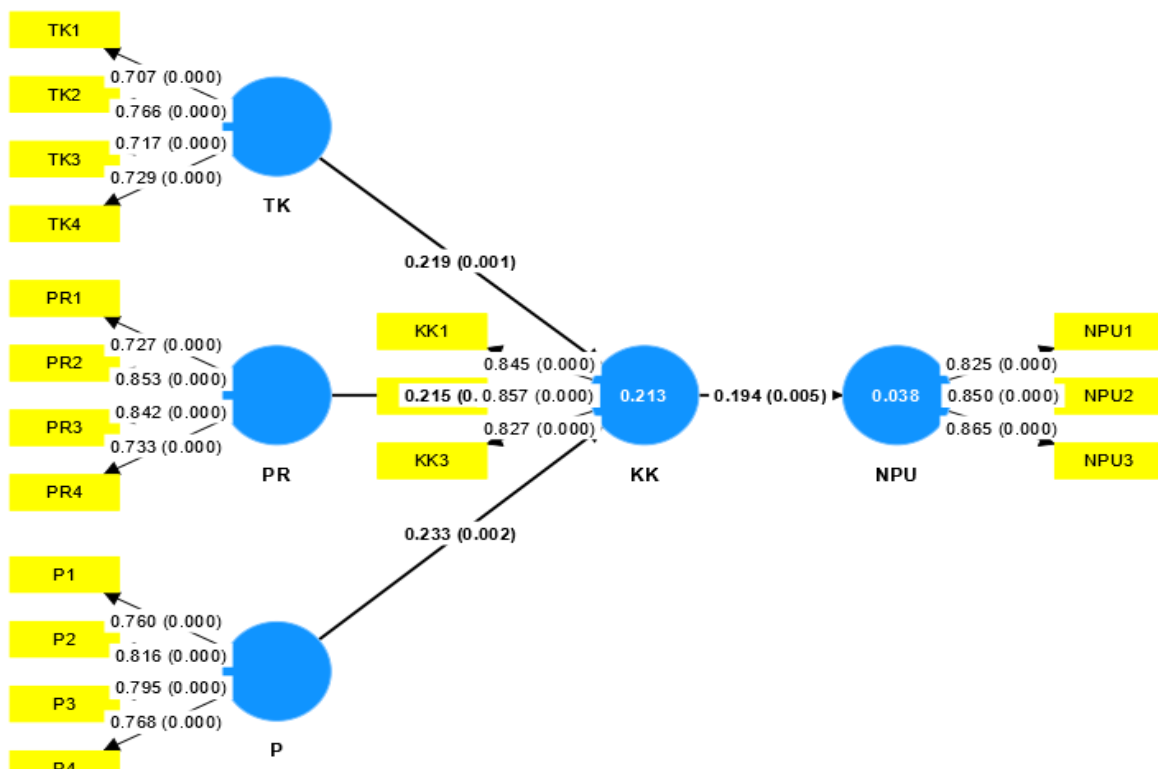 TK1
0.707 (0.000)
TK2
0.766 (0.000)
0.717 (0.000)
TK3
0.729 (0.000)
TK4
TK
0.219 (0.001)
PR1
0.727 (0.000)
PR2
0.853 (0.000)
0.842 (0.000)
PR3
0.733 (0.000)
PR4
PR
KK1
0.845 (0.000)
0.215 (0.
0.857 (0.000)
0.827 (0.000)
KK3
0.213
KK
0.194 (0.005)
0.038
NPU
NPU1
0.825 (0.000)
0.850 (0.000)
NPU2
0.865 (0.000)
NPU3
0.233 (0.002)
P1
0.760 (0.000)
P2
0.816 (0.000)
0.795 (0.000)
P3
0.768 (0.000)
P4
P